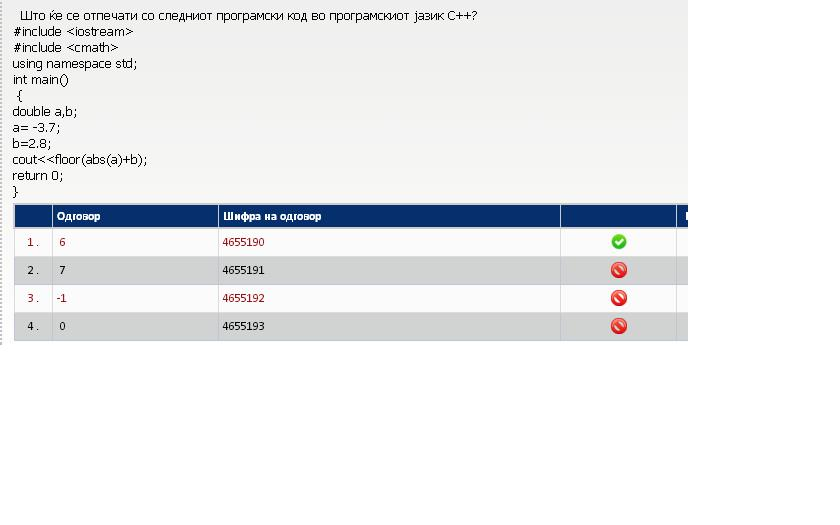 Што ќе се отпечати со следниот програмски код во програмскиот јазик C++?
#include <iostream>
#include <cmath>
using namespace std;
int main()
{
double a,b;
a= -3.7;
b=2.8;
cout<<floor(abs(a)+b);
return 0;
}
Одговор Шифра на одговор
1. 6 4655190
2. 7 4655191
3. -1 4655192
4. 0 4655193